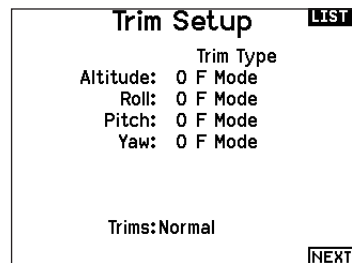 Trim Setup
LIST
Trim Type
Altitude: 0 F Mode
Roll: 0 F Mode
Pitch: 0 F Mode
Yaw: 0 F Mode
Trims:Normal
NEXT